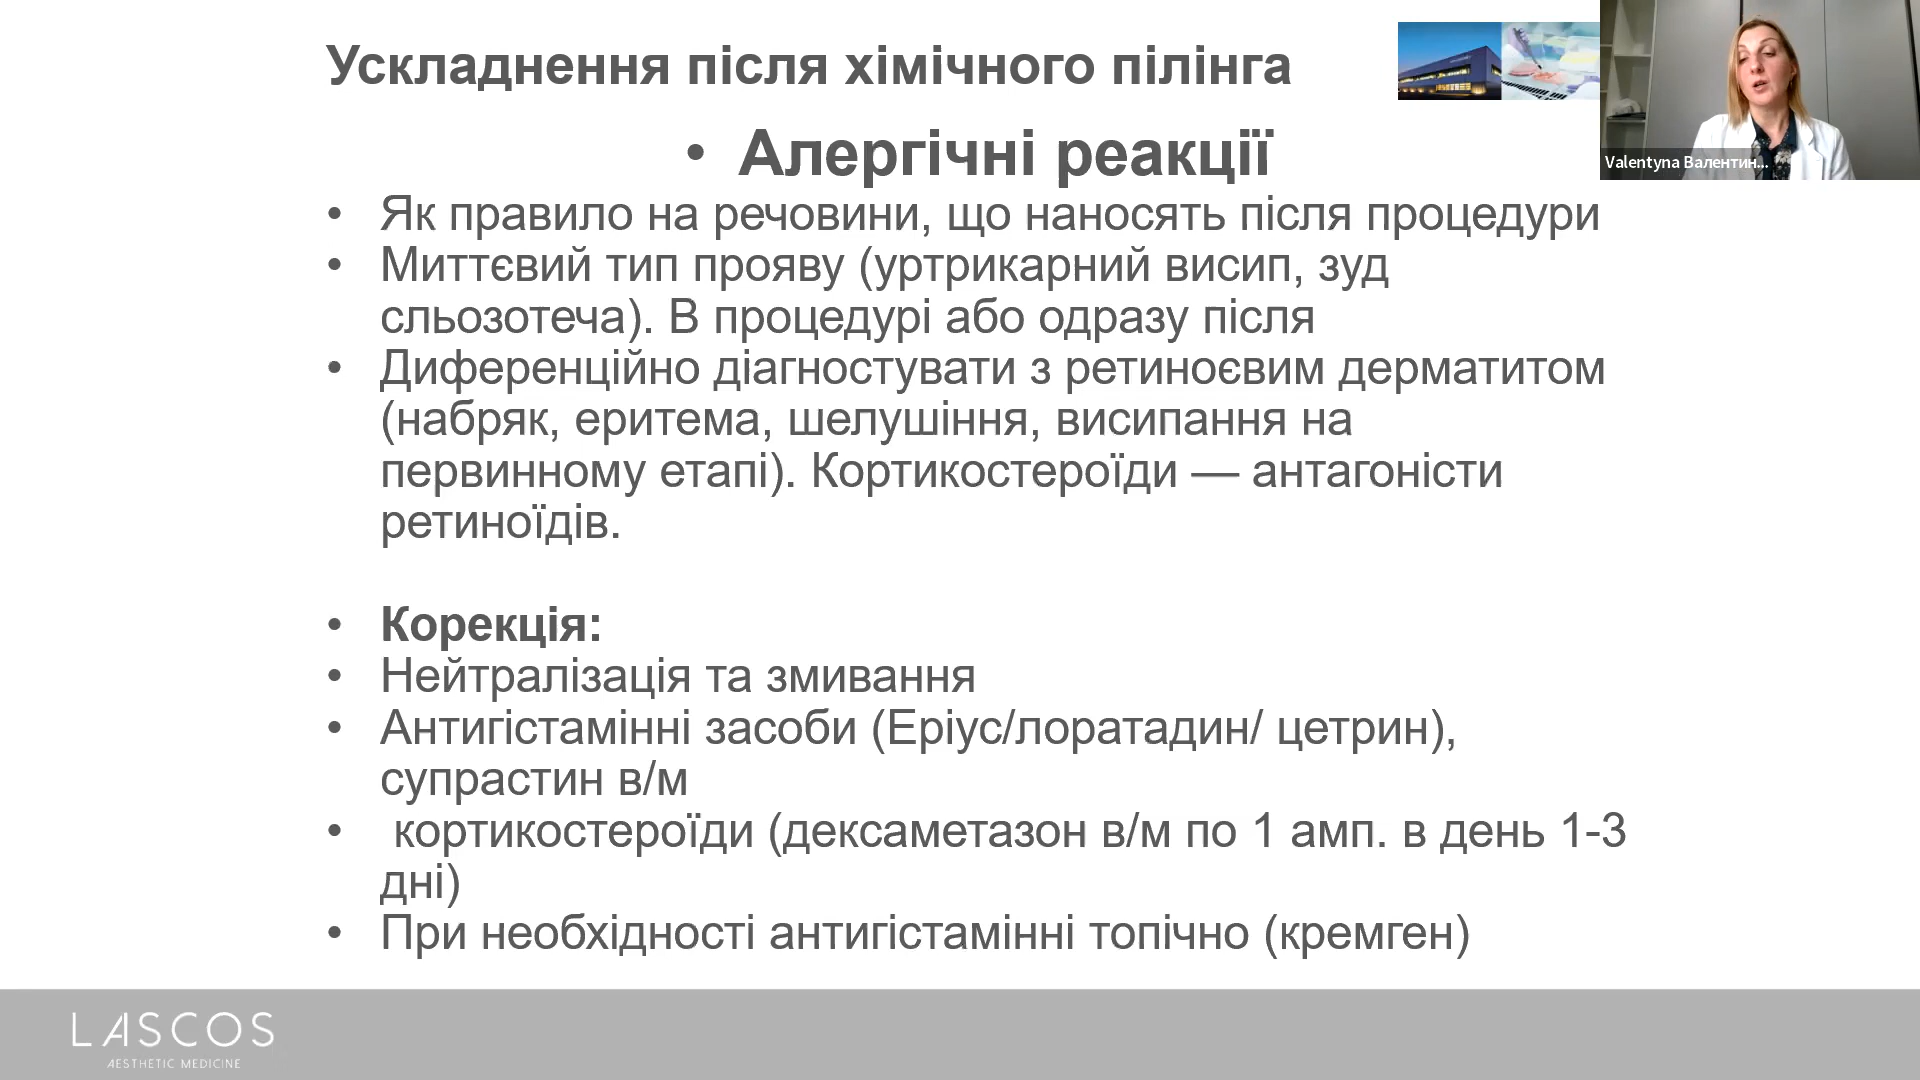 Ускладнення після хімічного пілінга
• Алергічні реакції
• Як правило на речовини, що наносять після процедури
• Миттєвий тип прояву (уртрикарний висип, зуд
сльозотеча). В процедурі або одразу після
• Диференційно діагностувати з ретиноєвим дерматитом
(набряк, еритема, шелушіння, висипання на
первинному етапі). Кортикостероїди — антагоністи
ретиноїдів.
• Корекція:
• Нейтралізація та змивання
• Антигістамінні засоби (Еріус/лоратадин/ цетрин),
супрастин в/м
• кортикостероїди (дексаметазон в/м по 1 амп. в день 1-3
дні)
• При необхідності антигістамінні топічно (кремген)
Valentyna Валентин...
LASCOS
AESTHETIC MEDICINE